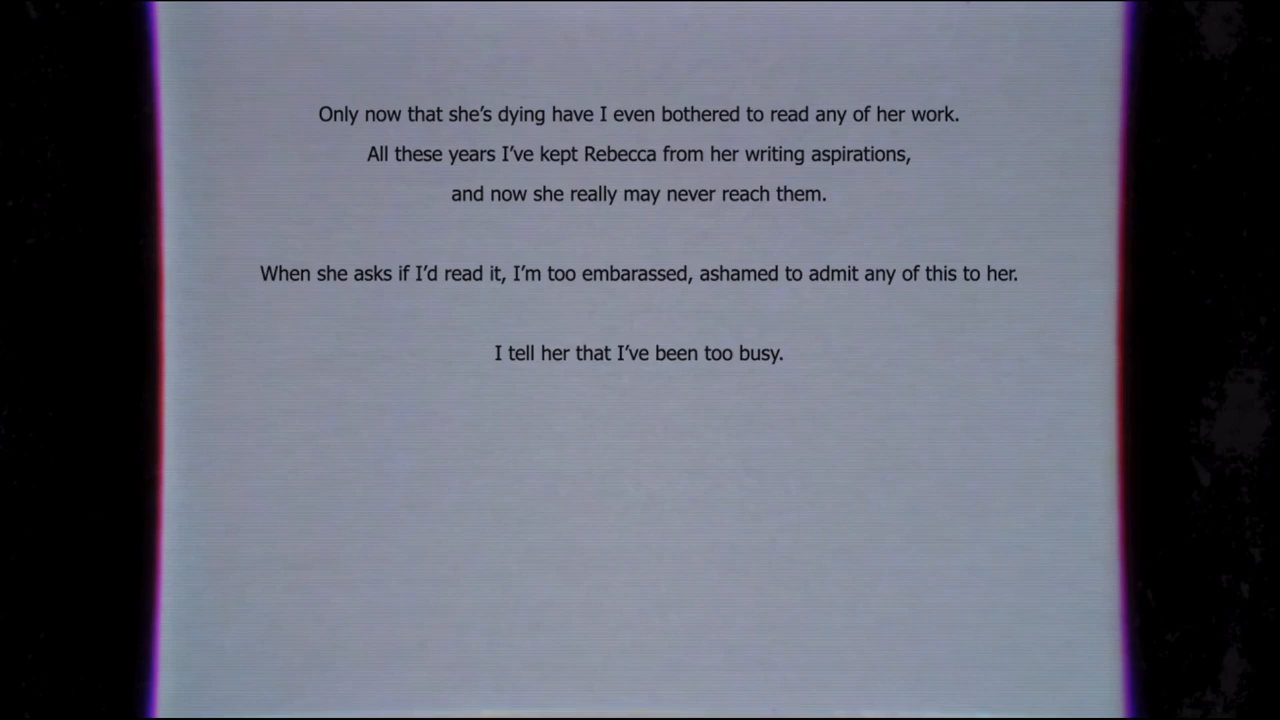 Only now that she’s dying have I even bothered to read any of her work.
All these years I’ve kept Rebecca from her writing aspirations,
and now she really may never reach them.
When she asks if I’d read it, I’m too embarassed, ashamed to admit any of this to her.
I tell her that I’ve been too busy.